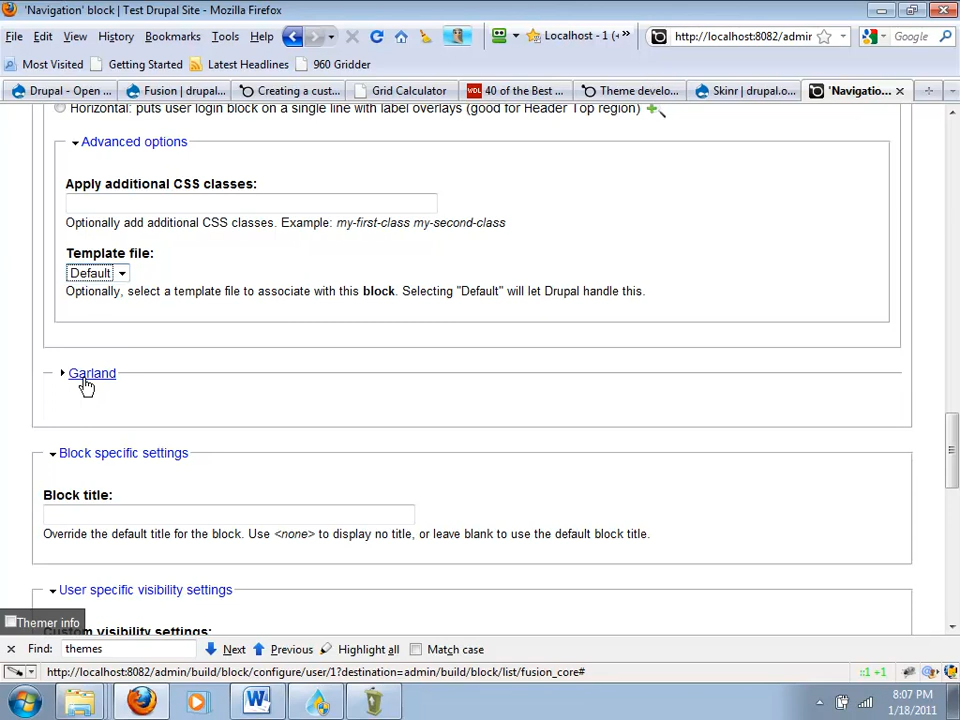 'Navigation' block | Test Drupal Site - Mozilla Firefox
File Edit View History Bookmarks Tools Help
Localhost - 1 (
http://localhost:8082/admir
Google
Most Visited Getting Started Latest Headlines 960 Gridder
Drupal - Open ... Fusion / drupal... Creating a cust... Grid Calculator 40 of the Best ... Theme develo... Skinr | drupal.o... 'Navigatio...
Horizontal: puts user login block on a single line with label overlays (good for Header Top region)
Advanced options
Apply additional CSS classes:
Optionally add additional CSS classes. Example: my-first-class my-second-class
Template file:
Default
Optionally, select a template file to associate with this block. Selecting "Default" will let Drupal handle this.
Garland
Block specific settings
Block title:
Override the default title for the block. Use <none> to display no title, or leave blank to use the default block title.
User specific visibility settings
Themer info
Custom visibility settings:
Find: themes Next Previous Highlight all Match case
http://localhost:8082/admin/build/block/configure/user/1?destination=admin/build/block/list/fusion_core#
::1 +1
8:07 PM
1/18/2011